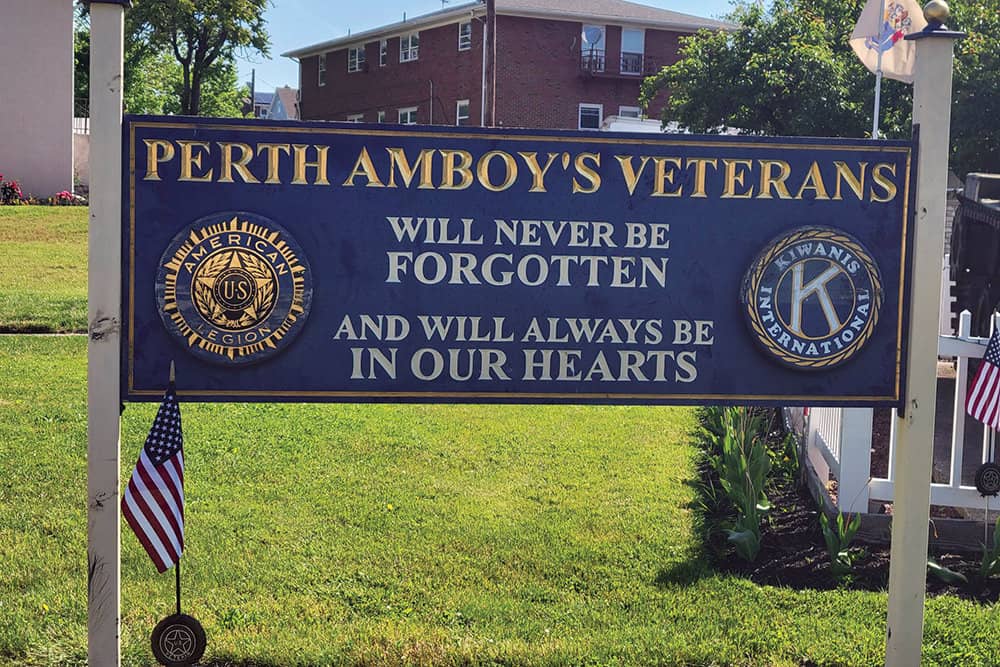 PERTH AMBOY'S VETERANS
AMERICAN
U·S
LEGION
WILL NEVER BE
FORGOTTEN
AND WILL ALWAYS BE
IN OUR HEARTS
KIWANIS
K
INTERNATIONAL